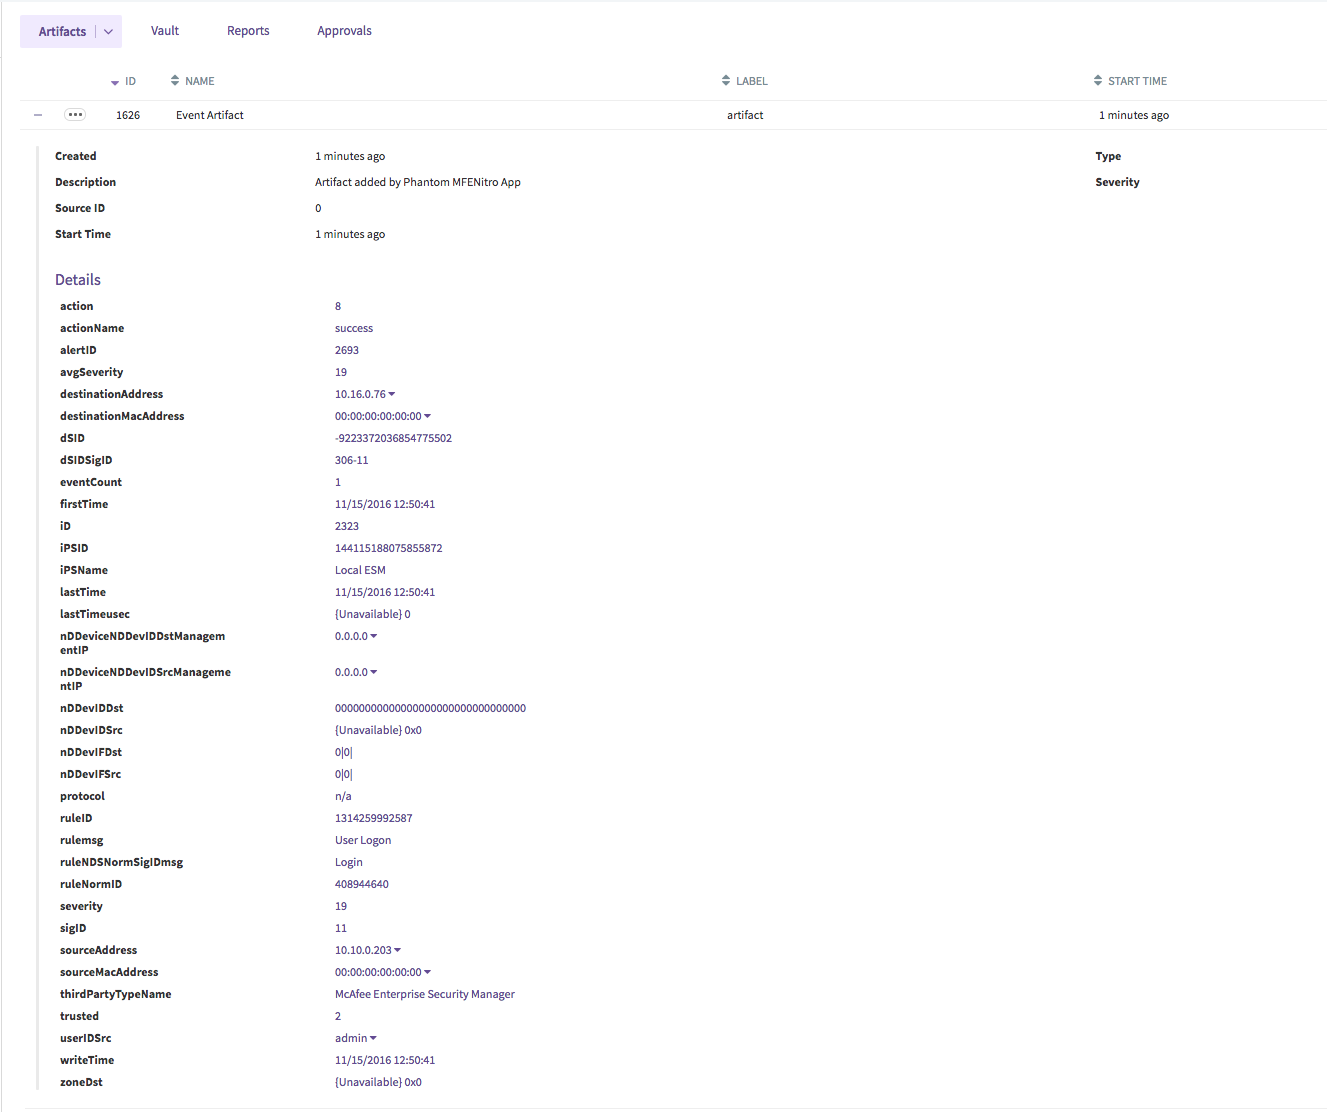 Artifacts
Vault
Reports
Approvals
ID NAME LABEL START TIME
1626 Event Artifact artifact 1 minutes ago
Created 1 minutes ago Type
Description Artifact added by Phantom MFENitro App Severity
Source ID 0
Start Time 1 minutes ago
Details
action 8
actionName success
alertID 2693
avgSeverity 19
destinationAddress 10.16.0.76
destinationMacAddress 00:00:00:00:00:00
dSID -9223372036854775502
dSIDSigID 306-11
eventCount 1
firstTime 11/15/2016 12:50:41
iD 2323
iPSID 144115188075855872
iPSName Local ESM
lastTime 11/15/2016 12:50:41
lastTimeusec {Unavailable} 0
nDDeviceNDDevIDDstManagem 0.0.0.0
entIP
nDDeviceNDDevIDSrcManageme 0.0.0.0
ntIP
nDDevIDDst 00000000000000000000000000000000
nDDevIDSrc {Unavailable} 0x0
nDDevIFDst 0|0|
nDDevIFSrc 0|0|
protocol n/a
ruleID 1314259992587
rulemsg User Logon
ruleNDSNormSigIDmsg Login
ruleNormID 408944640
severity 19
sigID 11
sourceAddress 10.10.0.203
sourceMacAddress 00:00:00:00:00:00
thirdPartyTypeName McAfee Enterprise Security Manager
trusted 2
userIDSrc admin
writeTime 11/15/2016 12:50:41
zoneDst {Unavailable} 0x0